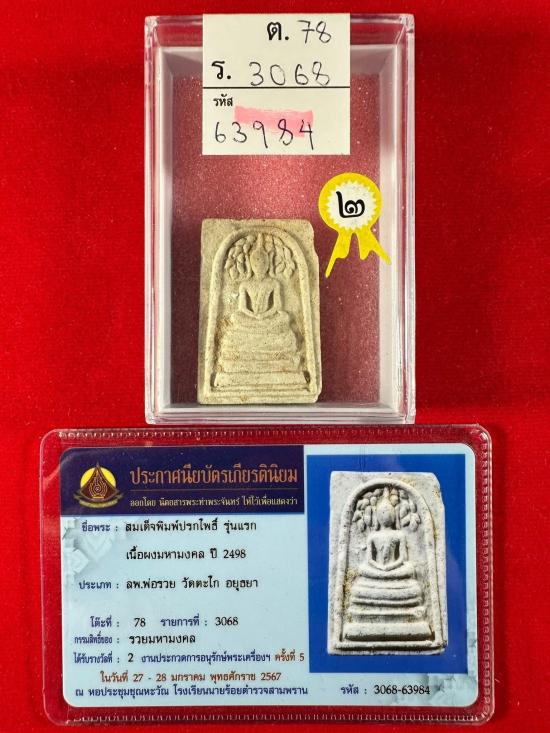 ต. 78
ร. 3068
รหัส
63984
๒
ประกาศนียบัตรเกียรตินิยม
ออกโดย นิตยสารพระท่าพระจันทร์ ให้ไว้เพื่อแสดงว่า
ชื่อพระ : สมเด็จพิมพ์ปรกโพธิ์ รุ่นแรก
เนื้อผงมหามงคล ปี 2498
ประเภท : ลพ.พ่อรวย วัดตะโก อยุธยา
โต๊ะที่ : 78 รายการที่ : 3068
กรรมสิทธิ์ของ : รวยมหามงคล
ได้รับรางวัลที่ : 2 งานประกวดการอนุรักษ์พระเครื่องฯ ครั้งที่ 5
ในวันที่ 27 - 28 มกราคม พุทธศักราช 2567
ณ หอประชุมชุณหะวัณ โรงเรียนนายร้อยตำรวจสามพราน
รหัส : 3068-63984